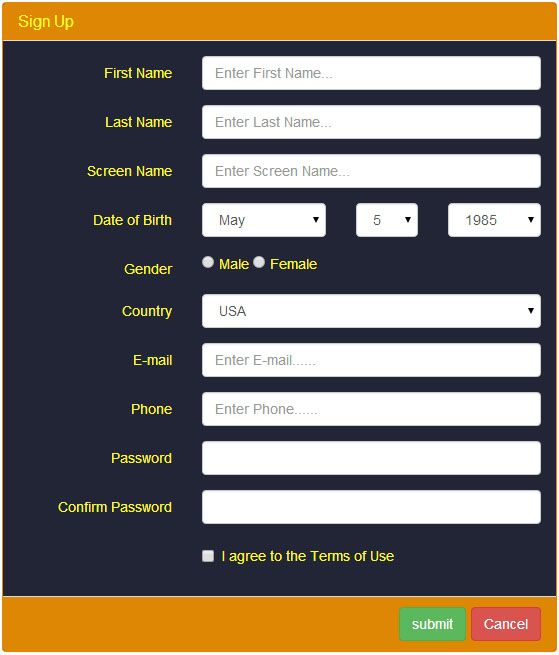 Sign Up
First Name Enter First Name...
Last Name Enter Last Name...
Screen Name Enter Screen Name...
Date of Birth May 5 1985
Gender Male Female
Country USA
E-mail Enter E-mail......
Phone Enter Phone......
Password
Confirm Password
I agree to the Terms of Use
submit Cancel